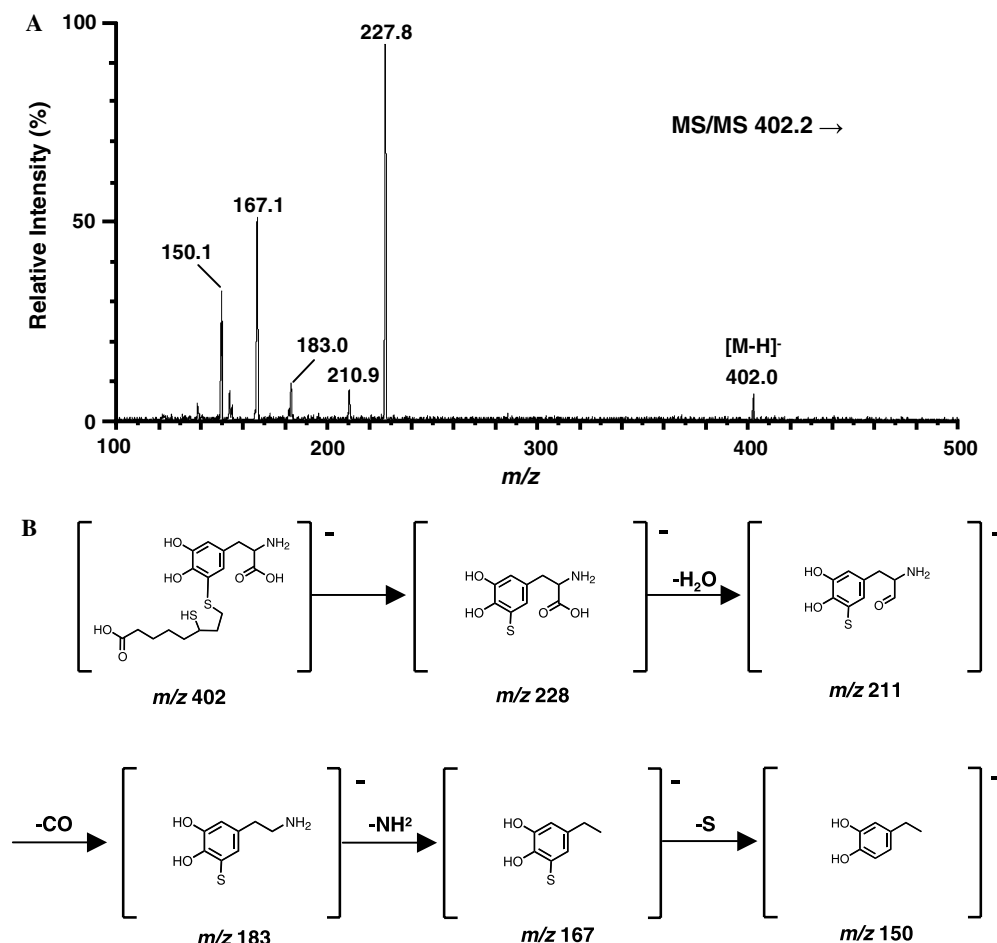 A
100
227.8
MS/MS 402.2 →
Relative Intensity (%)
50
167.1
150.1
183.0
210.9
[M-H]-
402.0
0
100
200
300
400
500
m/z
B
HO
NH2
HO
O
OH
S
HS
HO
O
m/z 402
-
HO
NH2
HO
O
OH
S
m/z 228
-
-H2O
HO
NH2
HO
O
S
m/z 211
-
-CO
HO
NH2
HO
S
m/z 183
-
-NH2
HO
HO
S
m/z 167
-
-S
HO
HO
m/z 150
-